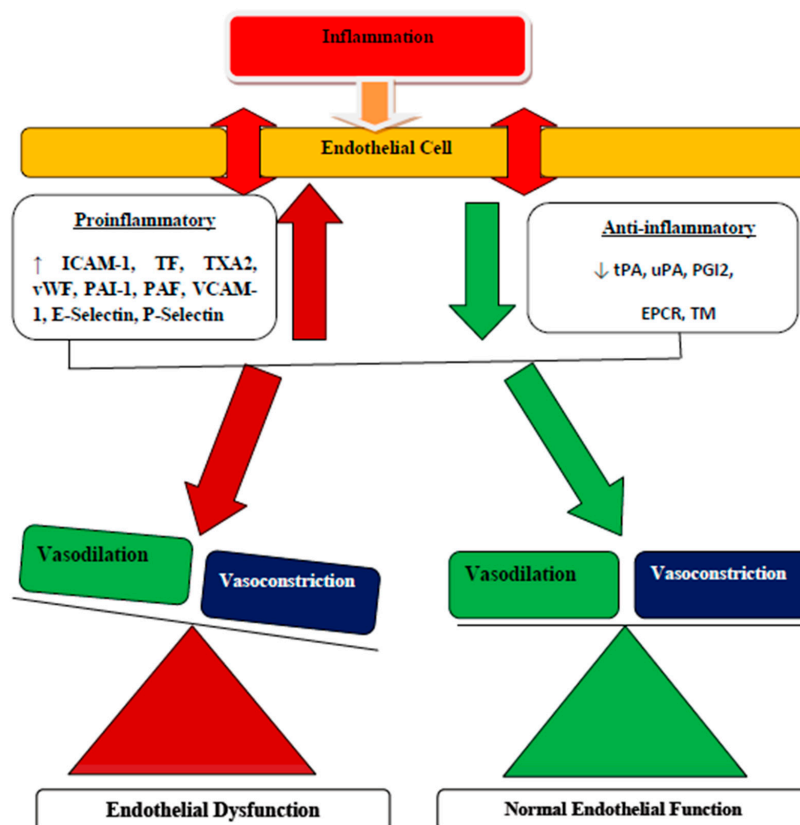 Inflammation
Endothelial Cell
Proinflammatory
↑ ICAM-1, TF, TXA2,
vWF, PAI-1, PAF, VCAM-
1, E-Selectin, P-Selectin
Anti-inflammatory
↓ tPA, uPA, PGI2,
EPCR, TM
Vasodilation
Vasoconstriction
Vasodilation
Vasoconstriction
Endothelial Dysfunction
Normal Endothelial Function